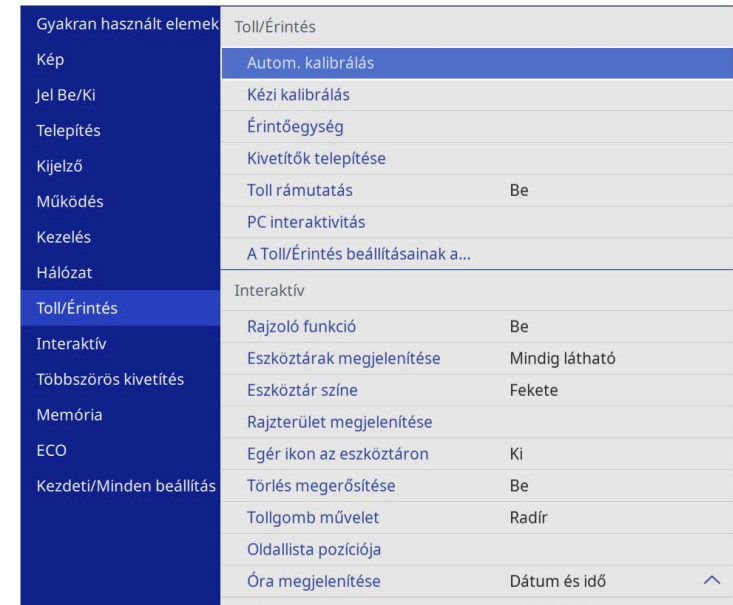 Gyakran használt elemek
Kép
Jel Be/Ki
Telepítés
Kijelző
Működés
Kezelés
Hálózat
Toll/Érintés
Interaktív
Többszörös kivetítés
Memória
ECO
Kezdeti/Minden beállítás
Toll/Érintés
Autom. kalibrálás
Kézi kalibrálás
Érintőegység
Kivetítők telepítése
Toll rámutatás Be
PC interaktivitás
A Toll/Érintés beállításainak a...
Interaktív
Rajzoló funkció Be
Eszköztárak megjelenítése Mindig látható
Eszköztár színe Fekete
Rajzterület megjelenítése
Egér ikon az eszköztáron Ki
Törlés megerősítése Be
Tollgomb művelet Radír
Oldallista pozíciója
Óra megjelenítése Dátum és idő